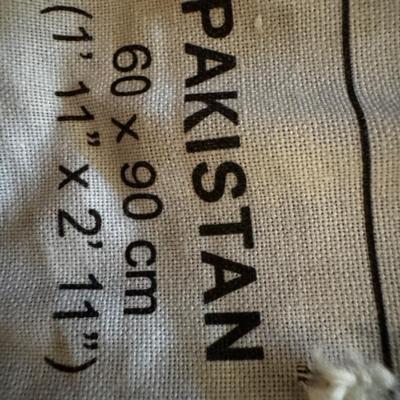 PAKISTAN
60 x 90 cm
(1' 11" x 2' 11")